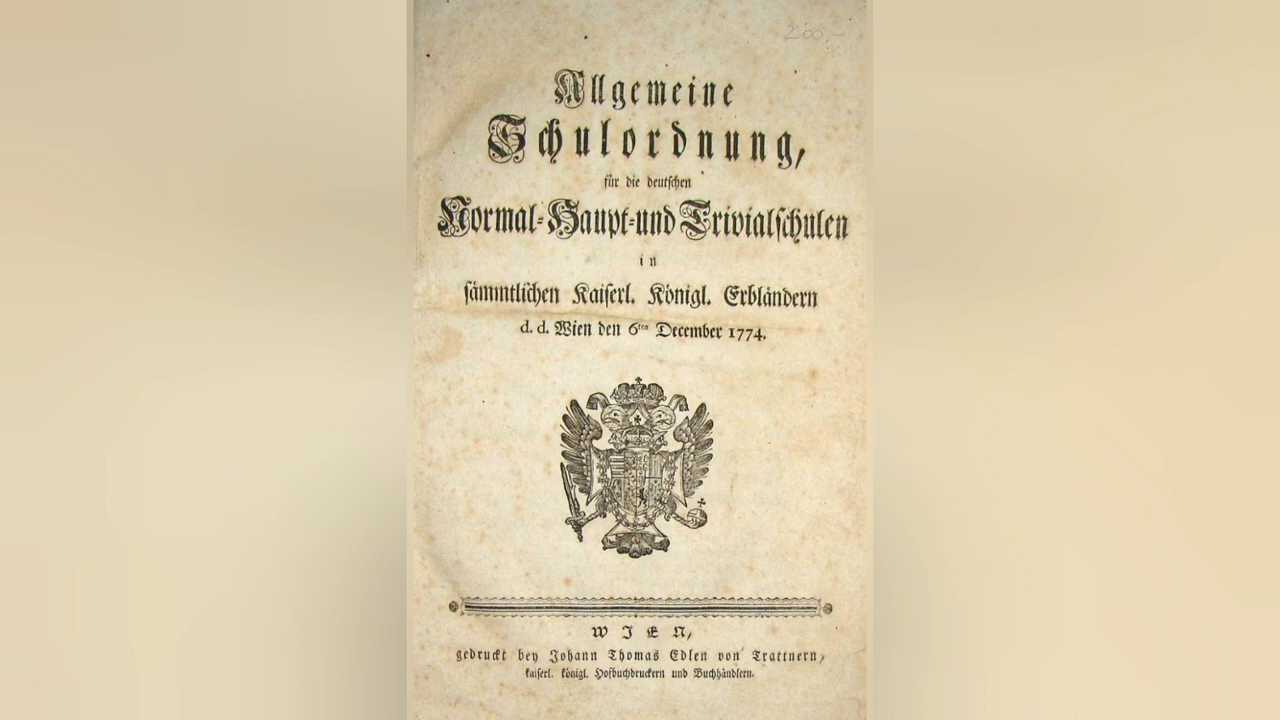 200 -
Allgemeine
Schulordnung,
für die deutschen
Normal-Haupt-und Trivialschulen
in
sämmtlichen Kaiserl. Königl. Erbländern
d. d. Wien den 6ten December 1774.
WIEN,
gedruckt bey Johann Thomas Edlen von Trattnern,
kaiserl. königl. Hofbuchdruckern und Buchhändlern.